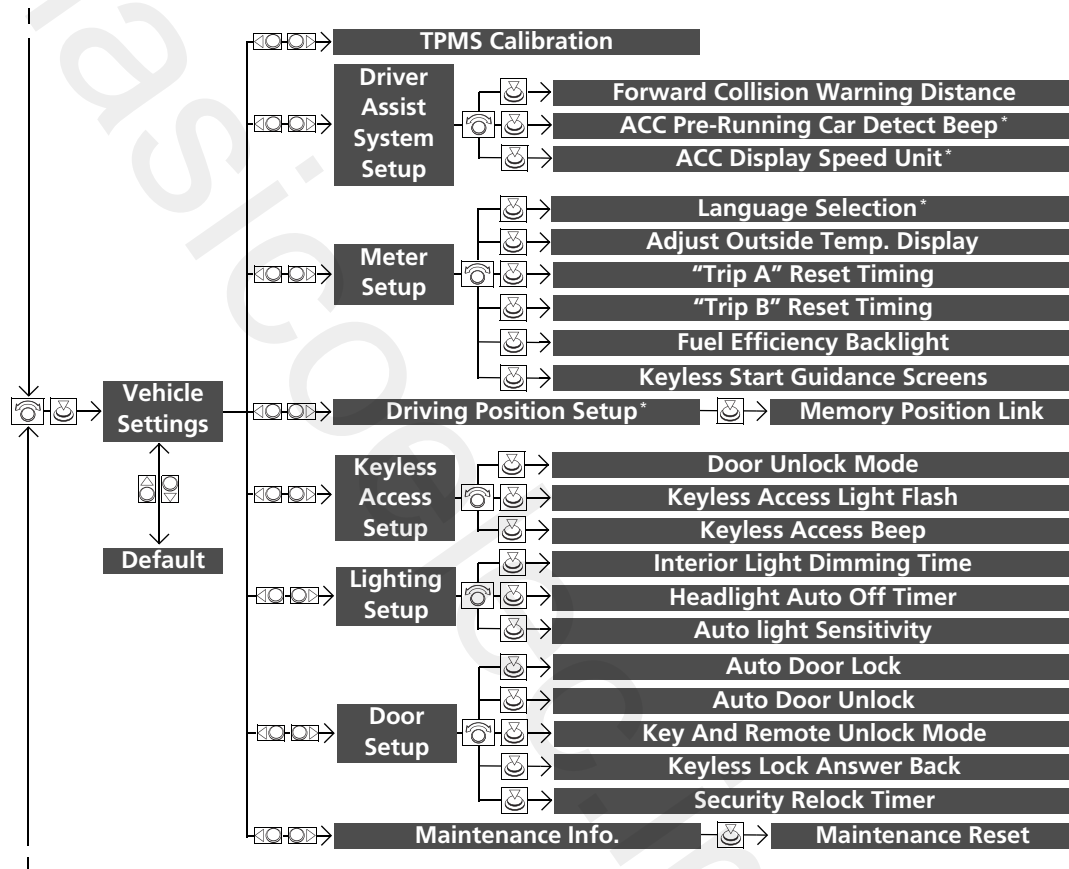 TPMS Calibration
Driver
Assist
System
Setup
Forward Collision Warning Distance
ACC Pre-Running Car Detect Beep*
ACC Display Speed Unit*
Meter
Setup
Language Selection*
Adjust Outside Temp. Display
“Trip A” Reset Timing
“Trip B” Reset Timing
Fuel Efficiency Backlight
Keyless Start Guidance Screens
Vehicle
Settings
Default
Driving Position Setup*
Memory Position Link
Keyless
Access
Setup
Door Unlock Mode
Keyless Access Light Flash
Keyless Access Beep
Lighting
Setup
Interior Light Dimming Time
Headlight Auto Off Timer
Auto light Sensitivity
Door
Setup
Auto Door Lock
Auto Door Unlock
Key And Remote Unlock Mode
Keyless Lock Answer Back
Security Relock Timer
Maintenance Info.
Maintenance Reset